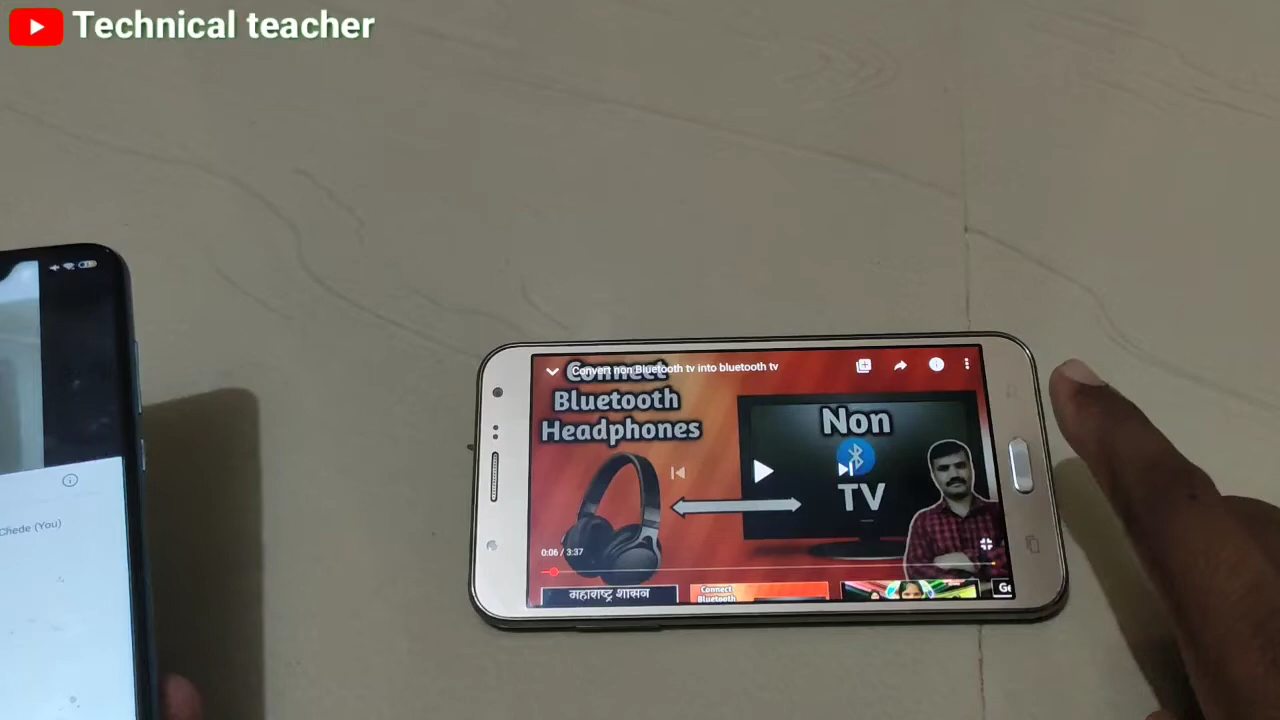 Technical teacher
Convert non Bluetooth tv into bluetooth tv
Connect
Bluetooth
Headphones
Non
TV
0:06 / 3:37
महाराष्ट्र शासन
Connect
Bluetooth
Chede (You)